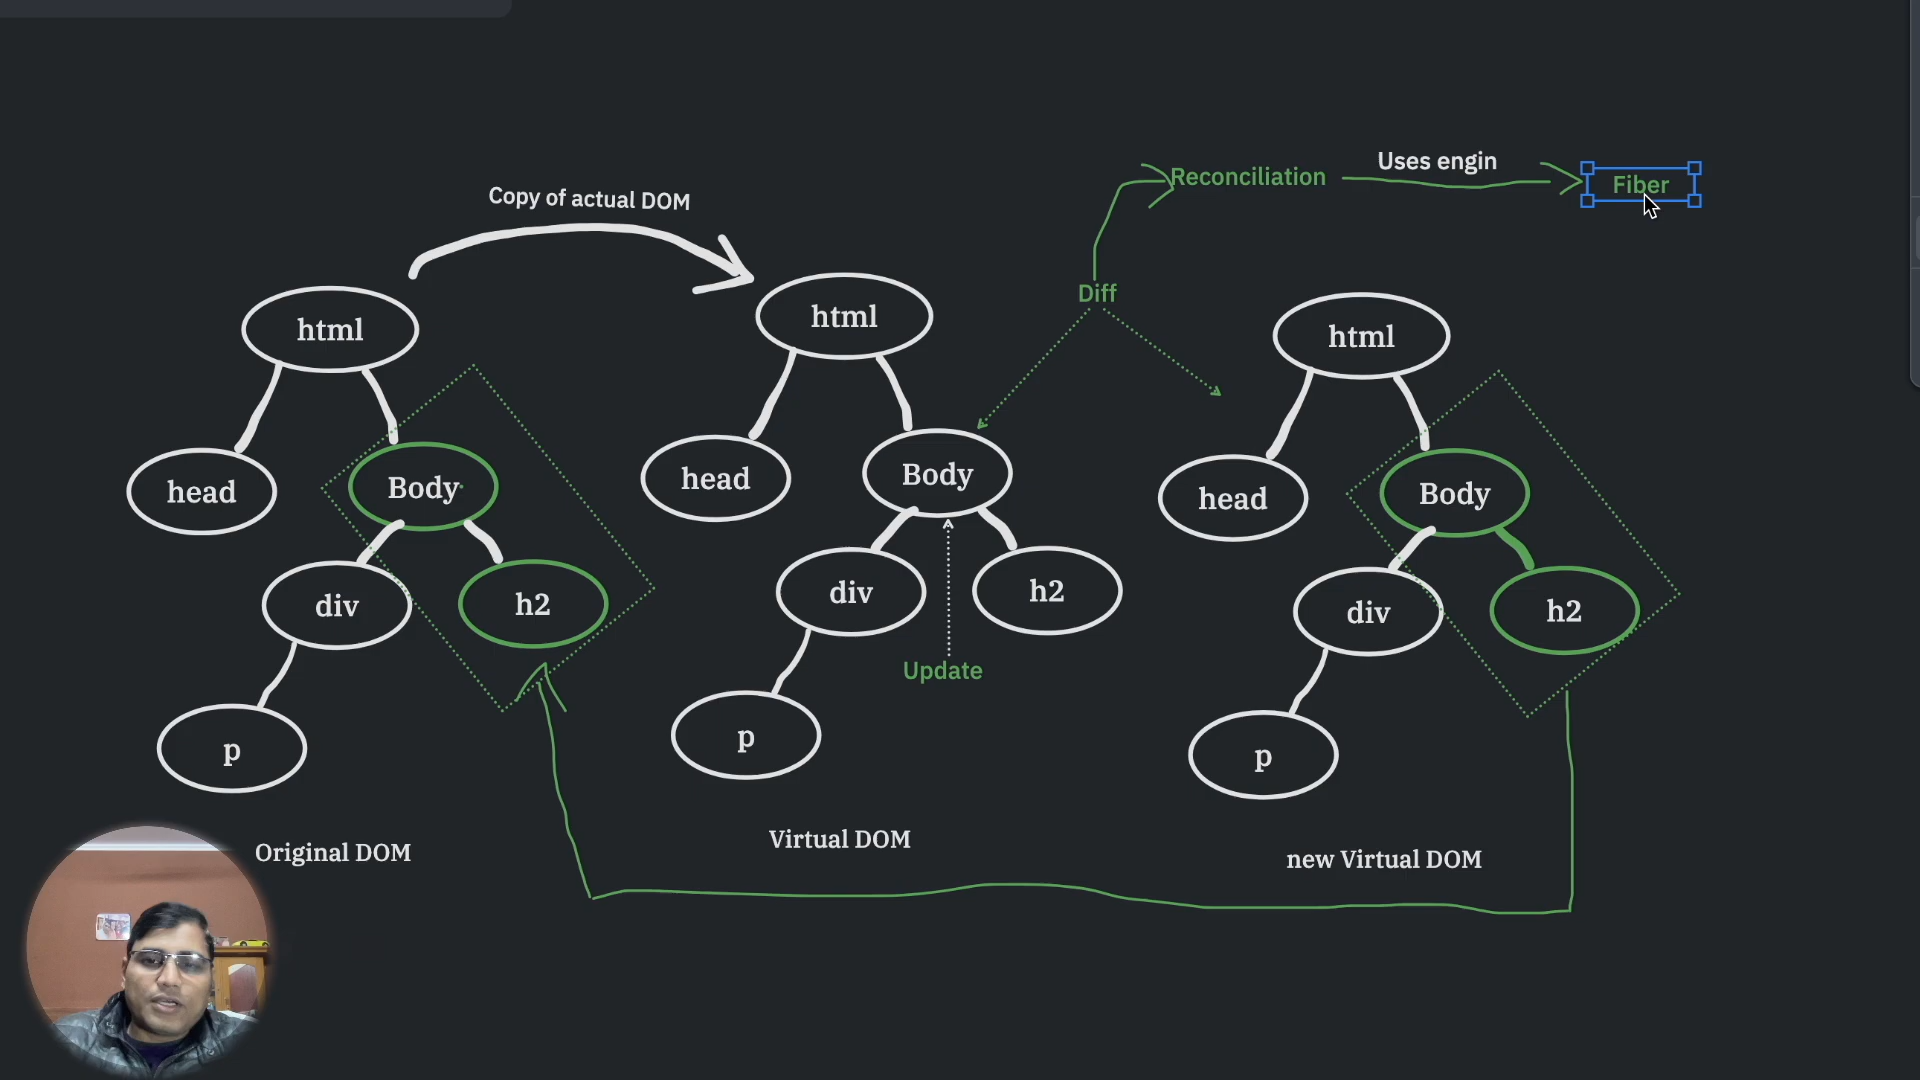 Uses engin
Reconciliation
Fiber
Copy of actual DOM
Diff
html
head
Body
div
h2
p
Original DOM
html
head
Body
div
h2
Update
p
Virtual DOM
html
head
Body
div
h2
p
new Virtual DOM